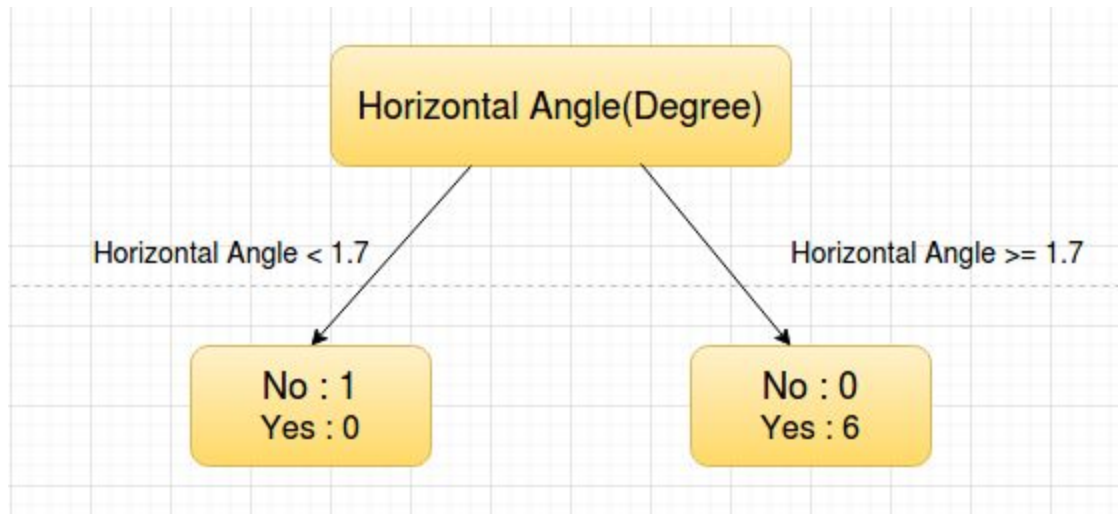 Horizontal Angle(Degree)
Horizontal Angle < 1.7
Horizontal Angle >= 1.7
No : 1
Yes : 0
No : 0
Yes : 6